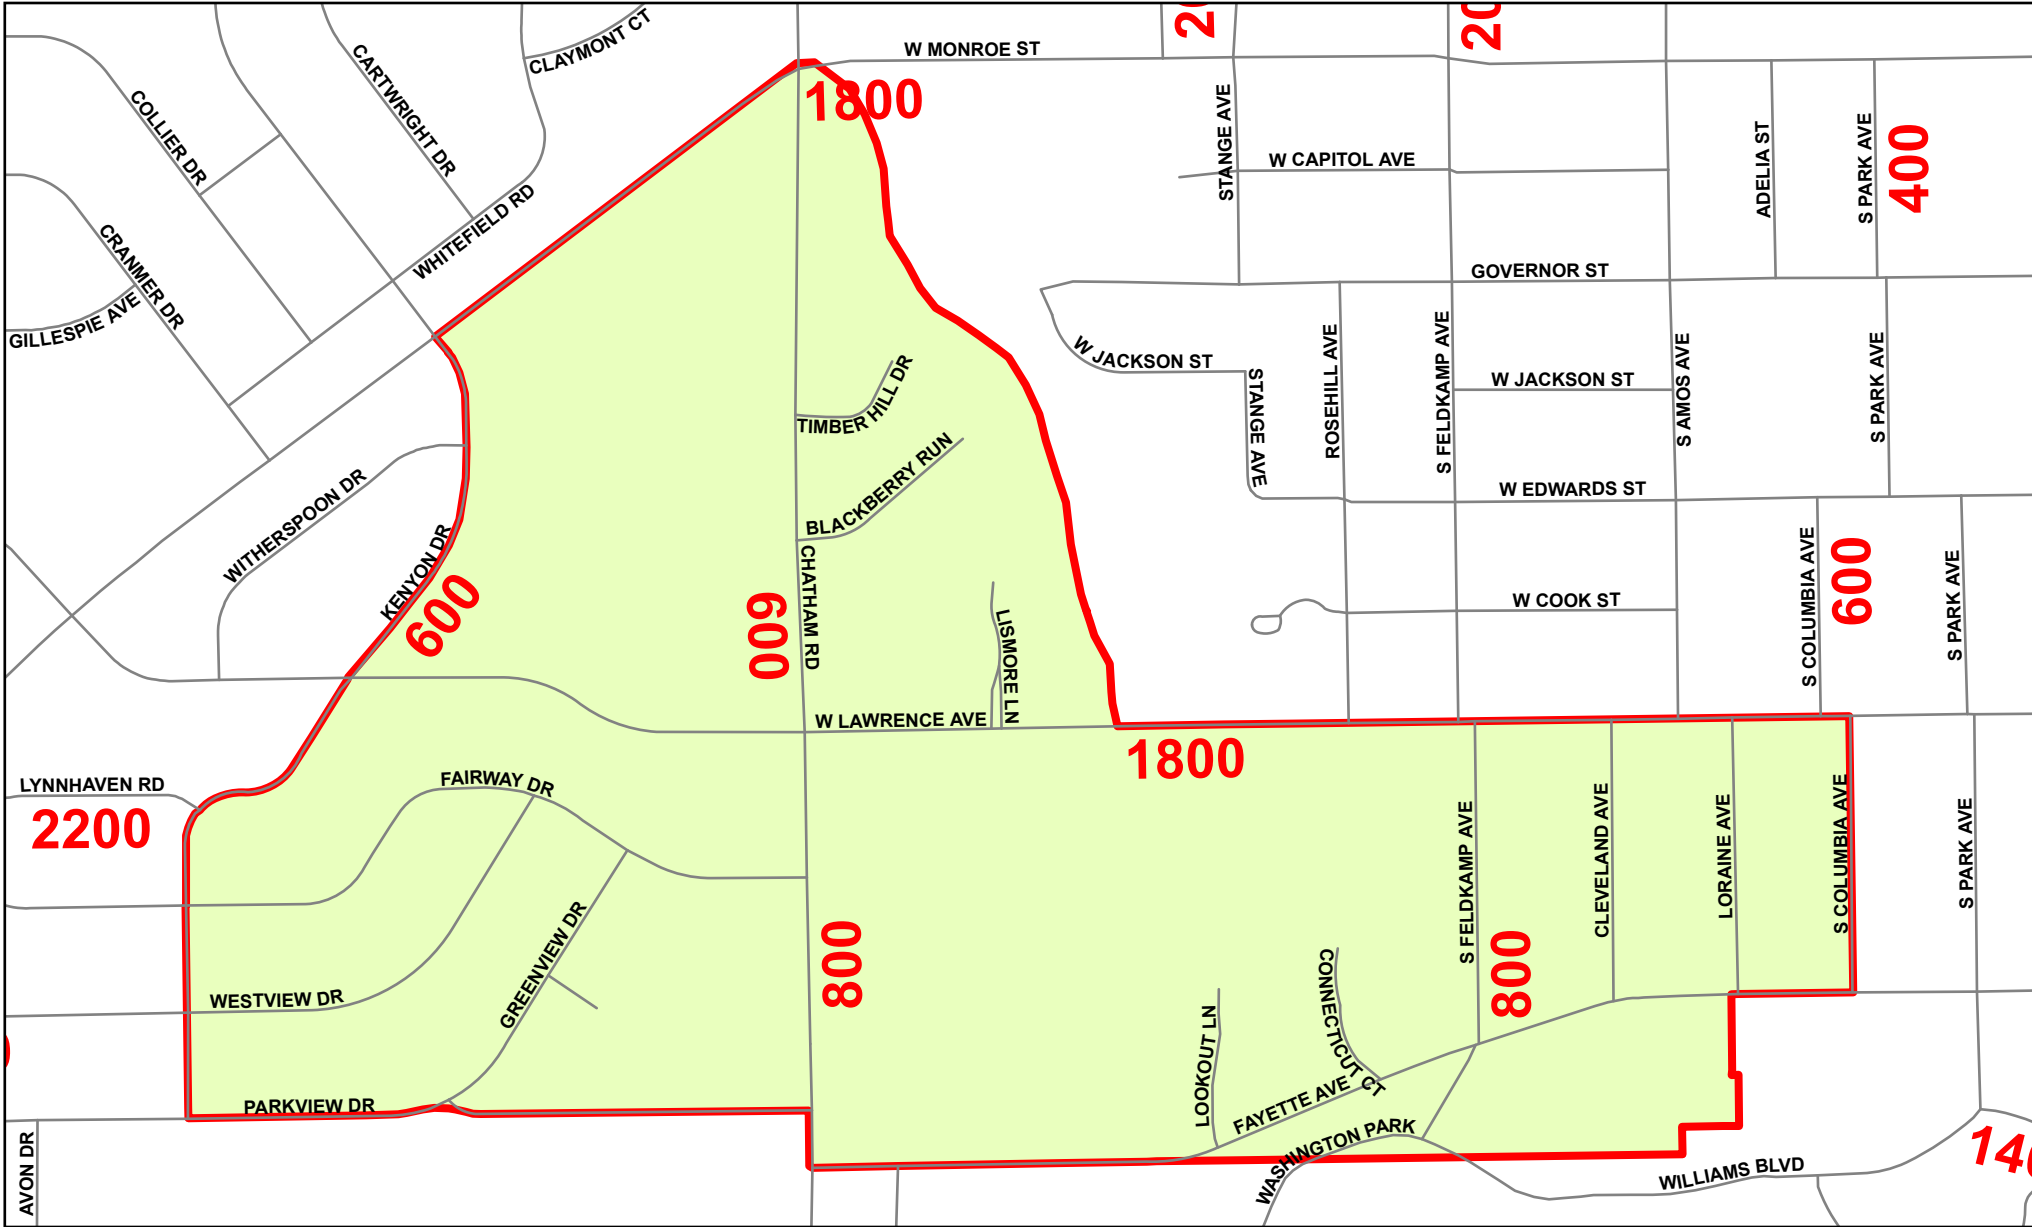 CLAYMONT CT
W MONROE ST
CARTWRIGHT DR
COLLIER DR
1800
STANGE AVE
W CAPITOL AVE
ADELIA ST
S PARK AVE
400
WHITEFIELD RD
CRANMER DR
GILLESPIE AVE
GOVERNOR ST
W JACKSON ST
STANGE AVE
ROSEHILL AVE
S FELDKAMP AVE
W JACKSON ST
S AMOS AVE
S PARK AVE
TIMBER HILL DR
BLACKBERRY RUN
WITHERSPOON DR
KENYON DR
600
CHATHAM RD
600
LISMORE LN
W EDWARDS ST
W COOK ST
S COLUMBIA AVE
600
S PARK AVE
W LAWRENCE AVE
1800
LYNNHAVEN RD
2200
FAIRWAY DR
S FELDKAMP AVE
CLEVELAND AVE
LORAINE AVE
S COLUMBIA AVE
S PARK AVE
800
800
WESTVIEW DR
GREENVIEW DR
LOOKOUT LN
CONNECTICUT CT
FAYETTE AVE
PARKVIEW DR
WASHINGTON PARK
WILLIAMS BLVD
AVON DR